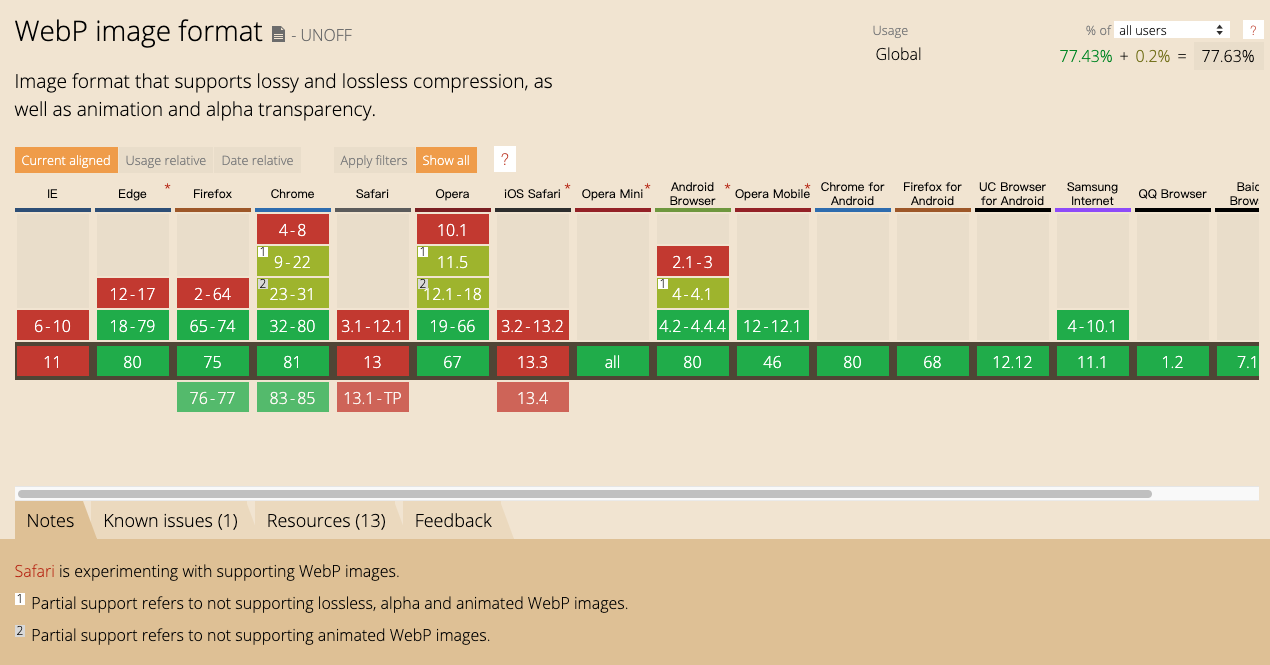 WebP image format - UNOFF
Usage % of all users ?
Global 77.43% + 0.2% = 77.63%
Image format that supports lossy and lossless compression, as
well as animation and alpha transparency.
Current aligned Usage relative Date relative Apply filters Show all ?
IE Edge * Firefox Chrome Safari Opera iOS Safari * Opera Mini * Android Browser * Opera Mobile * Chrome for Android Firefox for Android UC Browser for Android Samsung Internet QQ Browser
4-8 10.1
1 9-22 1 11.5 2.1-3
12-17 2-64 2 23-31 2 12.1-18 1 4-4.1
6-10 18-79 65-74 32-80 3.1-12.1 19-66 3.2-13.2 4.2-4.4.4 12-12.1 4-10.1
11 80 75 81 13 67 13.3 all 80 46 80 68 12.12 11.1 1.2 7.1
76-77 83-85 13.1-TP 13.4
Notes Known issues (1) Resources (13) Feedback
Safari is experimenting with supporting WebP images.
1 Partial support refers to not supporting lossless, alpha and animated WebP images.
2 Partial support refers to not supporting animated WebP images.